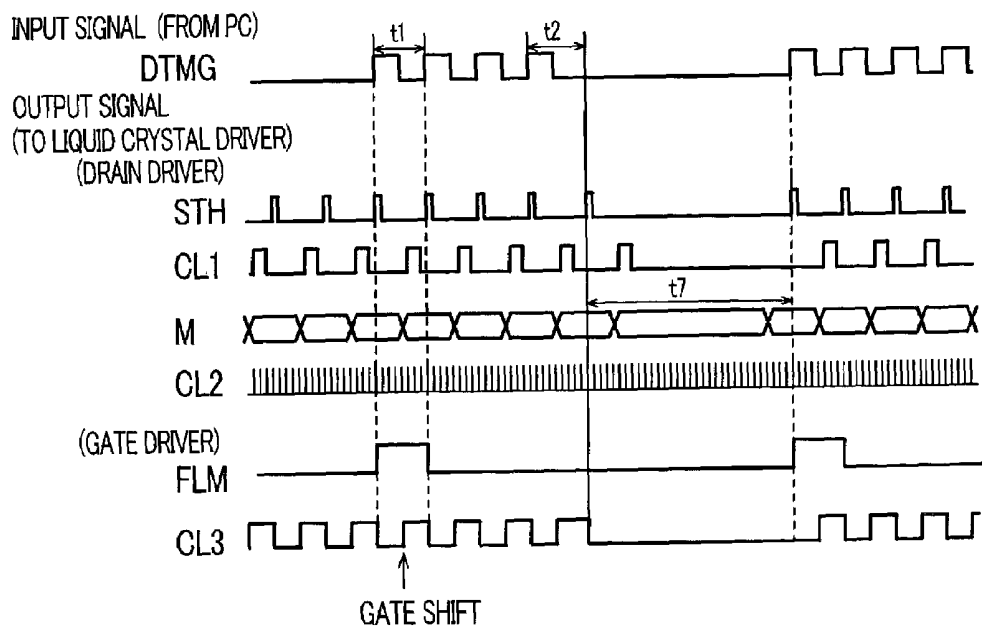 INPUT SIGNAL (FROM PC)
t1
t2
DTMG
OUTPUT SIGNAL
(TO LIQUID CRYSTAL DRIVER)
(DRAIN DRIVER)
STH
CL1
t7
M
CL2
(GATE DRIVER)
FLM
CL3
GATE SHIFT